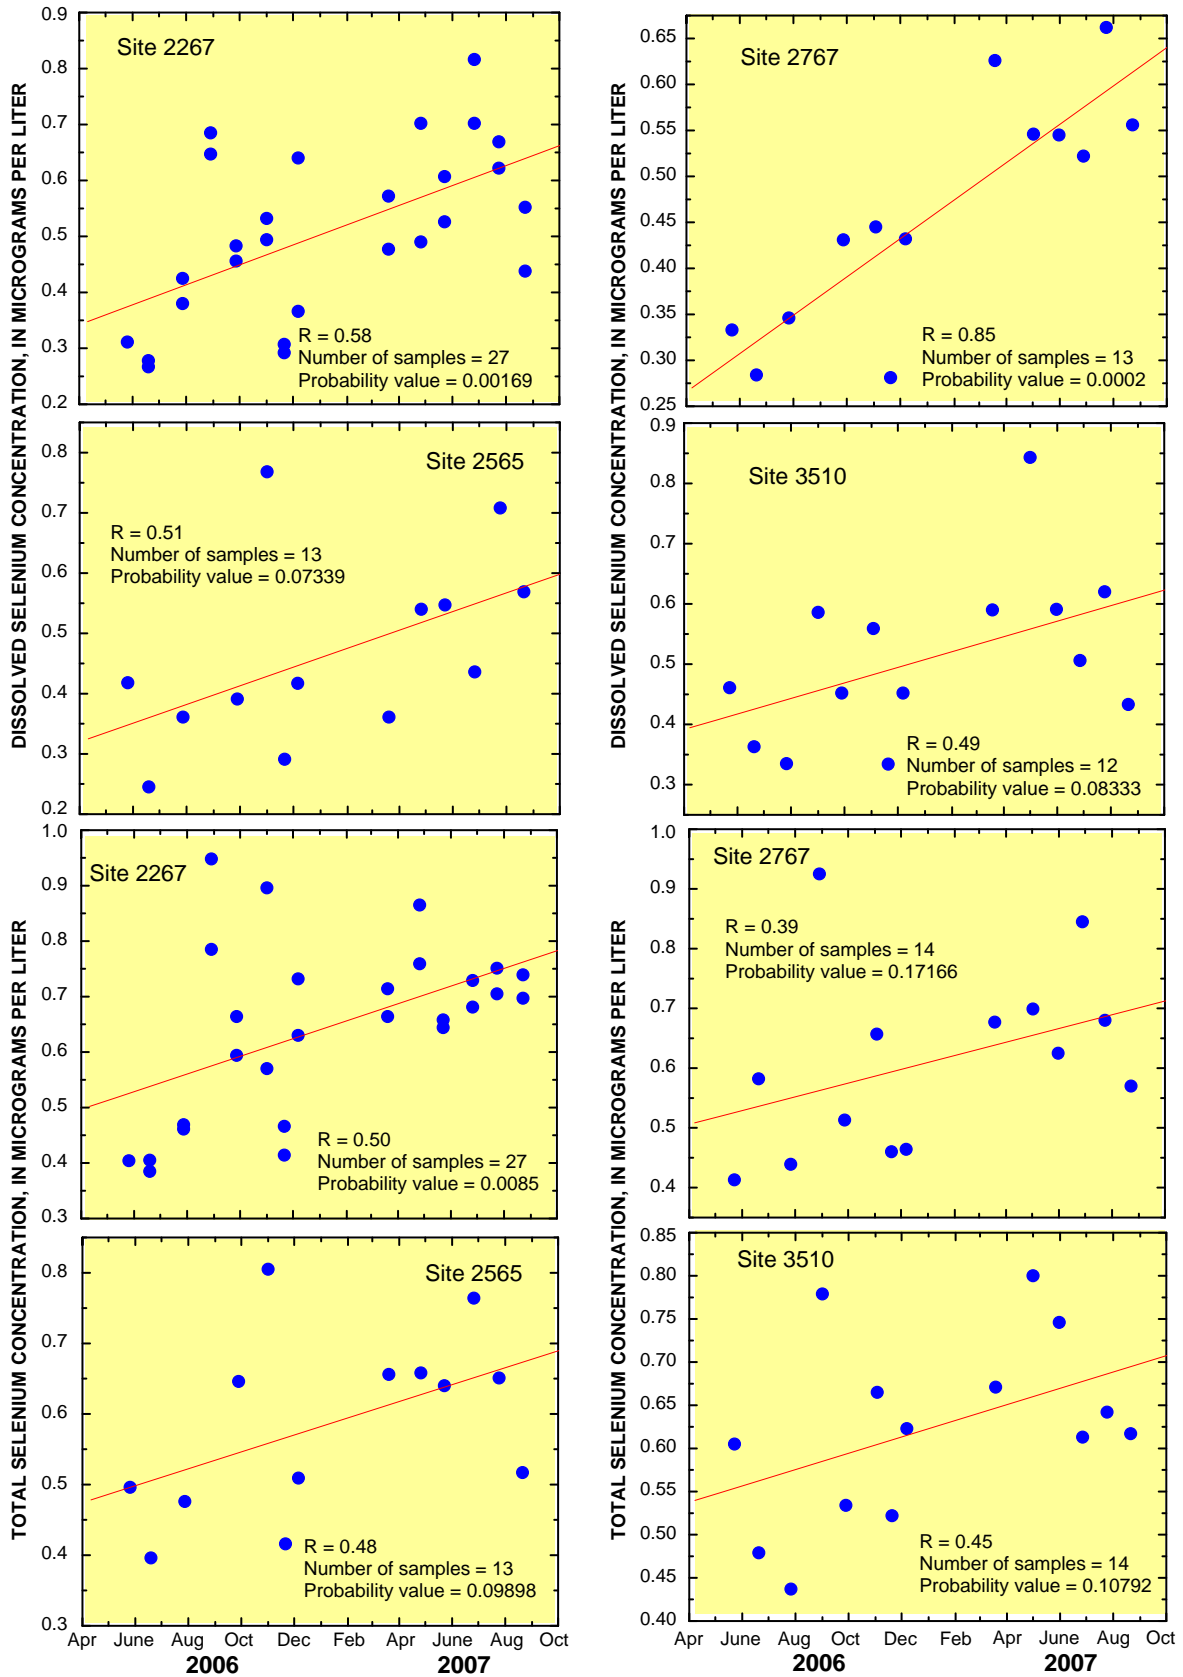 DISSOLVED SELENIUM CONCENTRATION, IN MICROGRAMS PER LITER
0.9
0.8
0.7
0.6
0.5
0.4
0.3
0.2
Site 2267
R = 0.58
Number of samples = 27
Probability value = 0.00169
0.8
0.7
0.6
0.5
0.4
0.3
0.2
Site 2565
R = 0.51
Number of samples = 13
Probability value = 0.07339
DISSOLVED SELENIUM CONCENTRATION, IN MICROGRAMS PER LITER
0.65
0.60
0.55
0.50
0.45
0.40
0.35
0.30
0.25
Site 2767
R = 0.85
Number of samples = 13
Probability value = 0.0002
0.9
0.8
0.7
0.6
0.5
0.4
0.3
Site 3510
R = 0.49
Number of samples = 12
Probability value = 0.08333
TOTAL SELENIUM CONCENTRATION, IN MICROGRAMS PER LITER
1.0
0.9
0.8
0.7
0.6
0.5
0.4
0.3
Site 2267
R = 0.50
Number of samples = 27
Probability value = 0.0085
0.8
0.7
0.6
0.5
0.4
0.3
Site 2565
R = 0.48
Number of samples = 13
Probability value = 0.09898
Apr June Aug Oct Dec Feb Apr June Aug Oct
2006 2007
TOTAL SELENIUM CONCENTRATION, IN MICROGRAMS PER LITER
1.0
0.9
0.8
0.7
0.6
0.5
0.4
Site 2767
R = 0.39
Number of samples = 14
Probability value = 0.17166
0.85
0.80
0.75
0.70
0.65
0.60
0.55
0.50
0.45
0.40
Site 3510
R = 0.45
Number of samples = 14
Probability value = 0.10792
Apr June Aug Oct Dec Feb Apr June Aug Oct
2006 2007